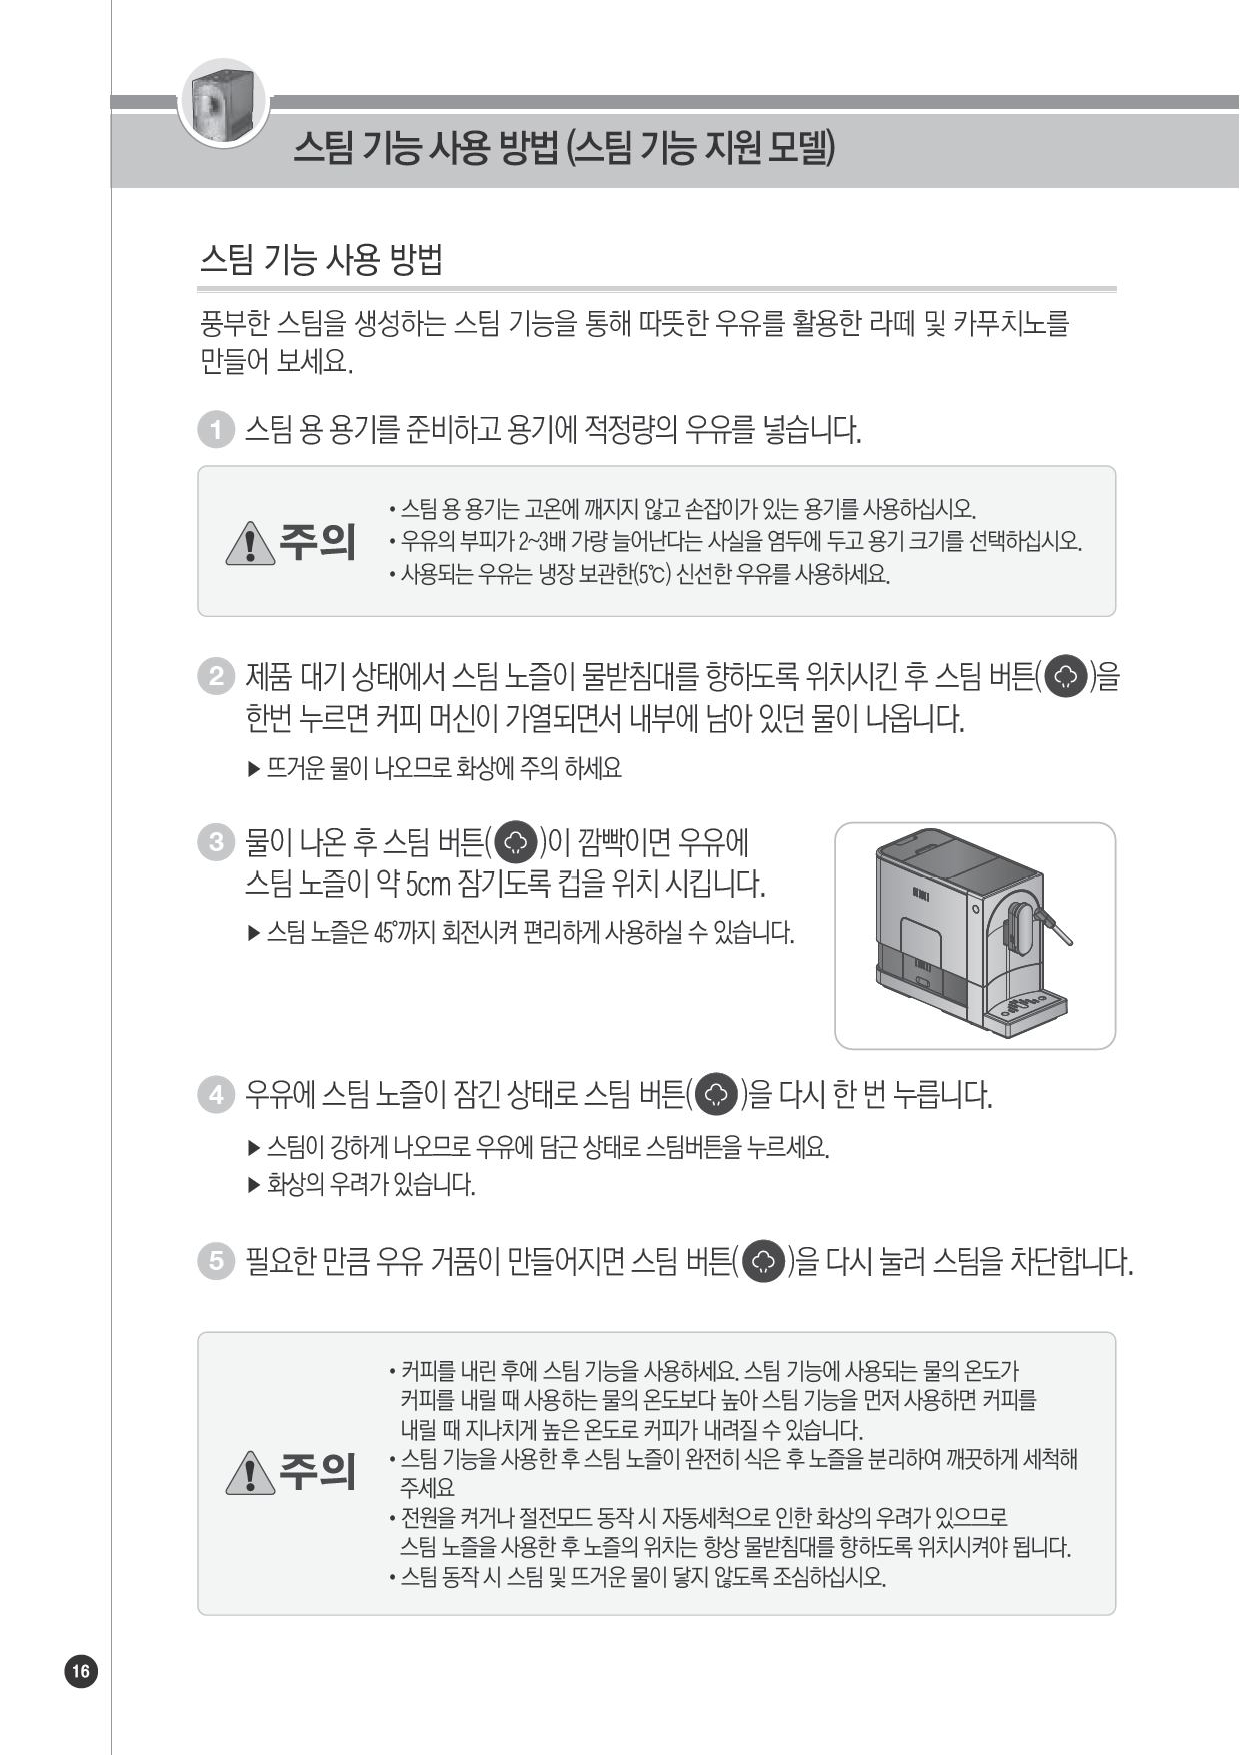 스팀 기능 사용 방법 (스팀 기능 지원 모델)
스팀 기능 사용 방법
풍부한 스팀을 생성하는 스팀 기능을 통해 따뜻한 우유를 활용한 라떼 및 카푸치노를
만들어 보세요.
1 스팀 용 용기를 준비하고 용기에 적정량의 우유를 넣습니다.
주의
• 스팀 용 용기는 고온에 깨지지 않고 손잡이가 있는 용기를 사용하십시오.
• 우유의 부피가 2~3배 가량 늘어난다는 사실을 염두에 두고 용기 크기를 선택하십시오.
• 사용되는 우유는 냉장 보관한(5℃) 신선한 우유를 사용하세요.
2 제품 대기 상태에서 스팀 노즐이 물받침대를 향하도록 위치시킨 후 스팀 버튼( )을
한번 누르면 커피 머신이 가열되면서 내부에 남아 있던 물이 나옵니다.
▶ 뜨거운 물이 나오므로 화상에 주의 하세요
3 물이 나온 후 스팀 버튼( )이 깜빡이면 우유에
스팀 노즐이 약 5cm 잠기도록 컵을 위치 시킵니다.
▶ 스팀 노즐은 45°까지 회전시켜 편리하게 사용하실 수 있습니다.
4 우유에 스팀 노즐이 잠긴 상태로 스팀 버튼( )을 다시 한 번 누릅니다.
▶ 스팀이 강하게 나오므로 우유에 담근 상태로 스팀버튼을 누르세요.
▶ 화상의 우려가 있습니다.
5 필요한 만큼 우유 거품이 만들어지면 스팀 버튼( )을 다시 눌러 스팀을 차단합니다.
주의
• 커피를 내린 후에 스팀 기능을 사용하세요. 스팀 기능에 사용되는 물의 온도가
커피를 내릴 때 사용하는 물의 온도보다 높아 스팀 기능을 먼저 사용하면 커피를
내릴 때 지나치게 높은 온도로 커피가 내려질 수 있습니다.
• 스팀 기능을 사용한 후 스팀 노즐이 완전히 식은 후 노즐을 분리하여 깨끗하게 세척해
주세요
• 전원을 켜거나 절전모드 동작 시 자동세척으로 인한 화상의 우려가 있으므로
스팀 노즐을 사용한 후 노즐의 위치는 항상 물받침대를 향하도록 위치시켜야 됩니다.
• 스팀 동작 시 스팀 및 뜨거운 물이 닿지 않도록 조심하십시오.
16